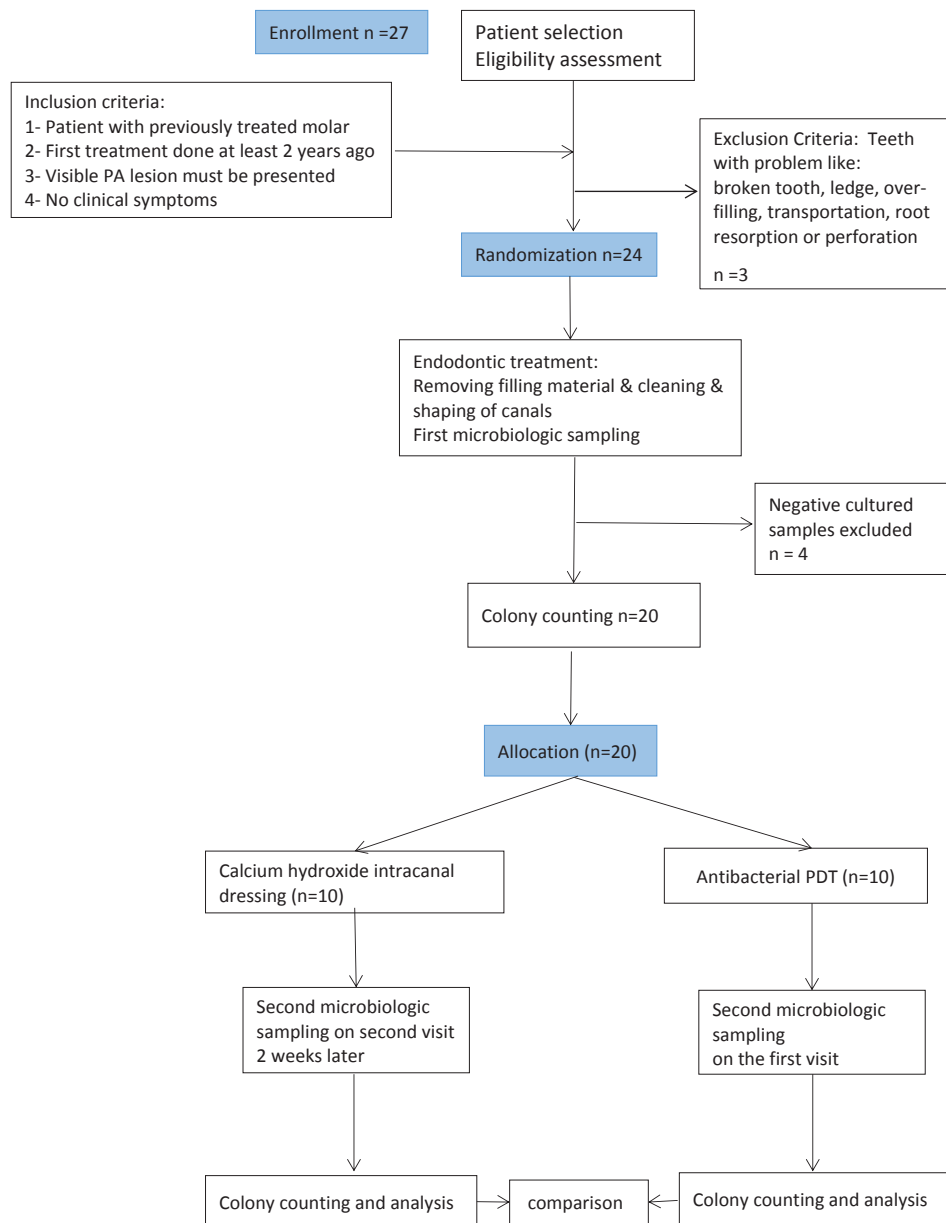 Enrollment n =27
Patient selection
Eligibility assessment
Inclusion criteria:
1- Patient with previously treated molar
2- First treatment done at least 2 years ago
3- Visible PA lesion must be presented
4- No clinical symptoms
Exclusion Criteria: Teeth
with problem like:
broken tooth, ledge, over-
filling, transportation, root
resorption or perforation
n =3
Randomization n=24
Endodontic treatment:
Removing filling material & cleaning &
shaping of canals
First microbiologic sampling
Negative cultured
samples excluded
n = 4
Colony counting n=20
Allocation (n=20)
Calcium hydroxide intracanal
dressing (n=10)
Antibacterial PDT (n=10)
Second microbiologic
sampling on second visit
2 weeks later
Second microbiologic
sampling
on the first visit
Colony counting and analysis
comparison
Colony counting and analysis